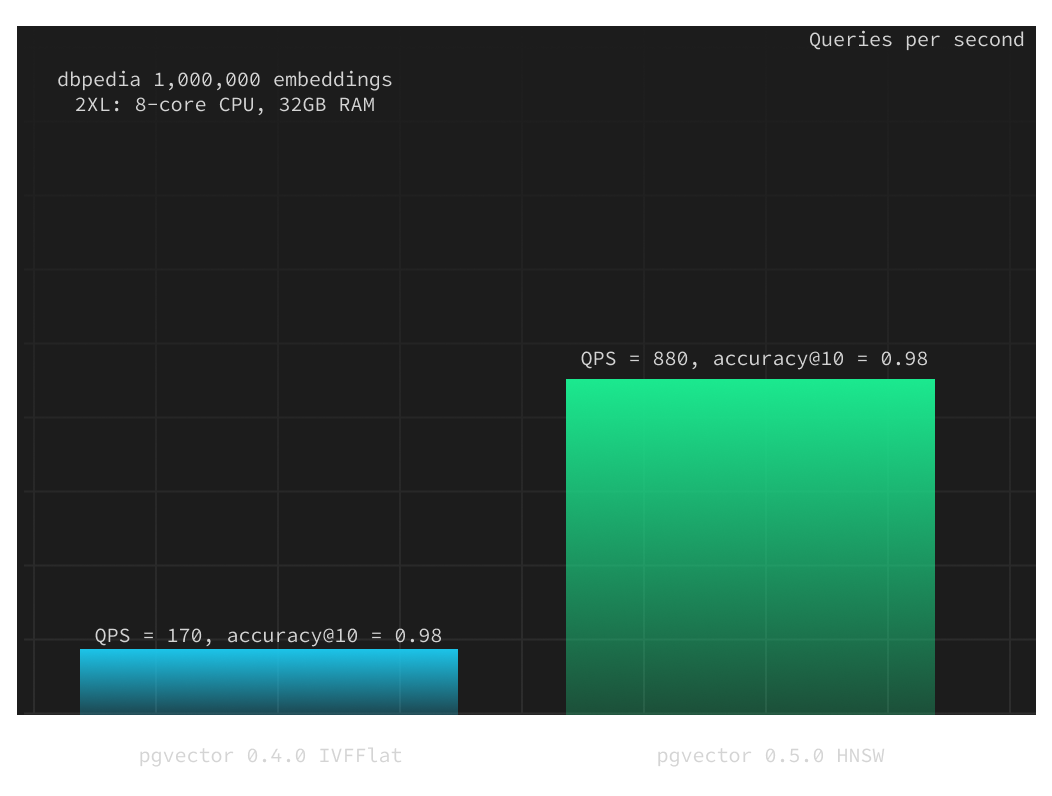 Queries per second
dbpedia 1,000,000 embeddings
2XL: 8-core CPU, 32GB RAM
QPS = 880, accuracy@10 = 0.98
QPS = 170, accuracy@10 = 0.98
pgvector 0.4.0 IVFFlat
pgvector 0.5.0 HNSW